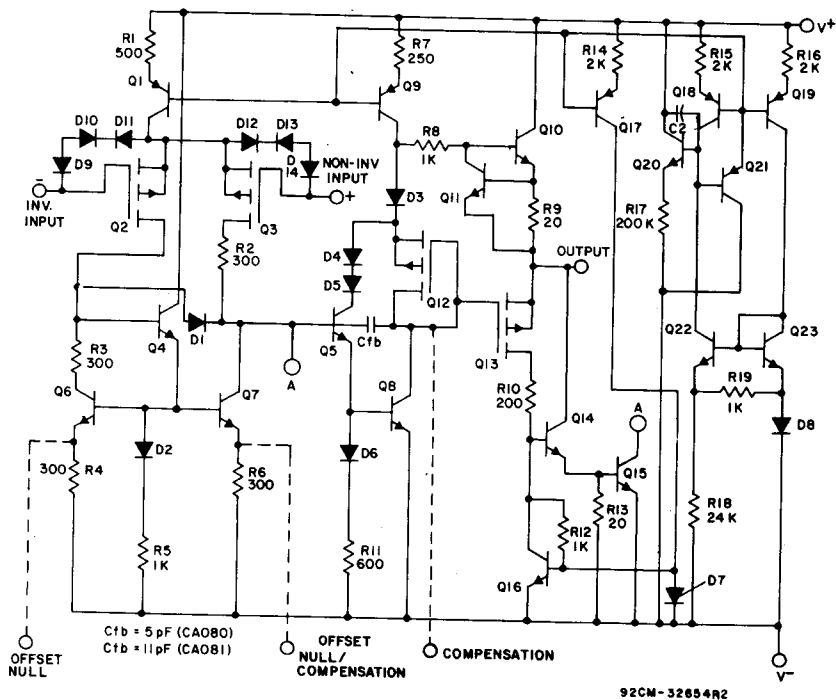 V+
R1
500
R7
250
R14
2K
R15
2K
R16
2K
Q1
Q9
Q18
Q19
D10
D11
D12
D13
R8
1K
Q10
Q17
C2
Q20
Q21
D9
D
14
NON-INV
INPUT
−
+
INV.
INPUT
D3
Q11
R9
20
R17
200K
Q2
Q3
R2
300
D4
D5
Q12
OUTPUT
Q4
D1
Q5
Cfb
Q13
Q22
Q23
R3
300
A
R10
200
R19
1K
Q6
Q7
Q8
Q14
A
D8
D2
D6
Q15
300
R4
R6
300
R13
20
R18
24K
R5
1K
R11
600
R12
1K
Q16
D7
Cfb = 5pF (CA080)
Cfb = 11pF (CA081)
OFFSET
NULL
OFFSET
NULL/
COMPENSATION
COMPENSATION
V−
92CM-32654R2